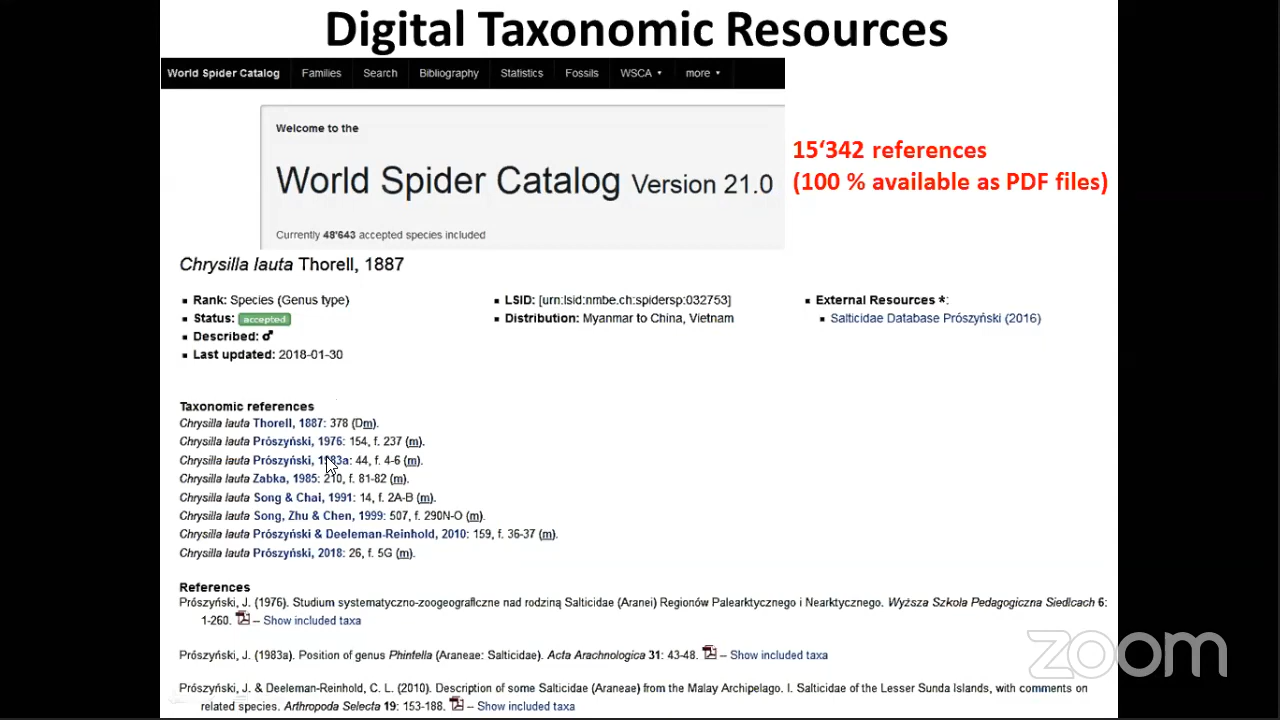 Digital Taxonomic Resources
World Spider Catalog Families Search Bibliography Statistics Fossils WSCA more
Welcome to the
World Spider Catalog Version 21.0
15‘342 references
(100 % available as PDF files)
Currently 48'643 accepted species included
Chrysilla lauta Thorell, 1887
Rank: Species (Genus type)
Status: accepted
Described: ♂
Last updated: 2018-01-30
LSID: [urn:lsid:nmbe.ch:spidersp:032753]
Distribution: Myanmar to China, Vietnam
External Resources *:
Salticidae Database Prószyński (2016)
Taxonomic references
Chrysilla lauta Thorell, 1887: 378 (Dm).
Chrysilla lauta Prószyński, 1976: 154, f. 237 (m).
Chrysilla lauta Prószyński, 1983a: 44, f. 4-6 (m).
Chrysilla lauta Zabka, 1985: 210, f. 81-82 (m).
Chrysilla lauta Song & Chai, 1991: 14, f. 2A-B (m).
Chrysilla lauta Song, Zhu & Chen, 1999: 507, f. 290N-O (m).
Chrysilla lauta Prószyński & Deeleman-Reinhold, 2010: 159, f. 36-37 (m).
Chrysilla lauta Prószyński, 2018: 26, f. 5G (m).
References
Prószyński, J. (1976). Studium systematyczno-zoogeograficzne nad rodziną Salticidae (Aranei) Regionów Palearktycznego i Nearktycznego. Wyższa Szkoła Pedagogiczna Siedlcach 6:
1-260. – Show included taxa
Prószyński, J. (1983a). Position of genus Phintella (Araneae: Salticidae). Acta Arachnologica 31: 43-48. – Show included taxa
Prószyński, J. & Deeleman-Reinhold, C. L. (2010). Description of some Salticidae (Araneae) from the Malay Archipelago. I. Salticidae of the Lesser Sunda Islands, with comments on
related species. Arthropoda Selecta 19: 153-188. – Show included taxa
zoom